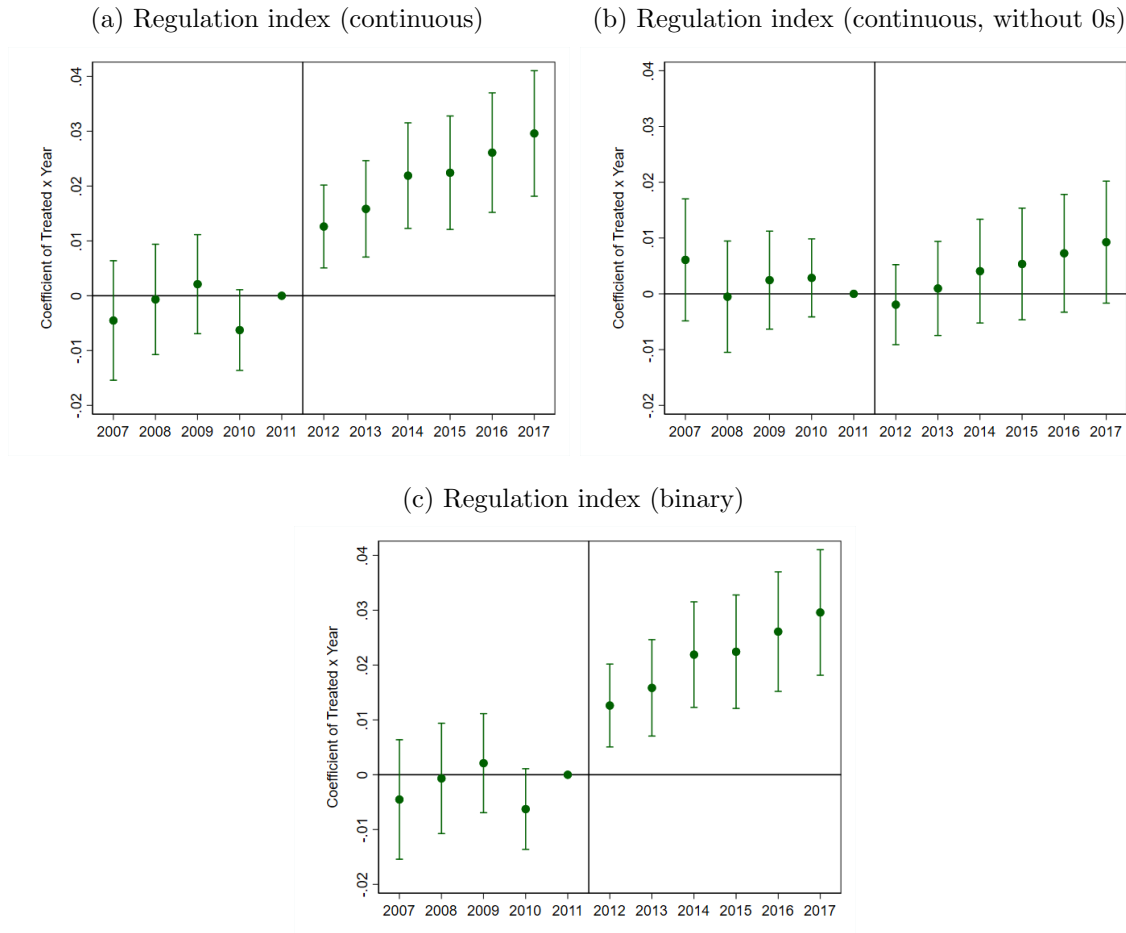 (a) Regulation index (continuous)
(b) Regulation index (continuous, without 0s)
Coefficient of Treated x Year
.04
.03
.02
.01
0
-.01
-.02
2007 2008 2009 2010 2011 2012 2013 2014 2015 2016 2017
Coefficient of Treated x Year
.04
.03
.02
.01
0
-.01
-.02
2007 2008 2009 2010 2011 2012 2013 2014 2015 2016 2017
(c) Regulation index (binary)
Coefficient of Treated x Year
.04
.03
.02
.01
0
-.01
-.02
2007 2008 2009 2010 2011 2012 2013 2014 2015 2016 2017